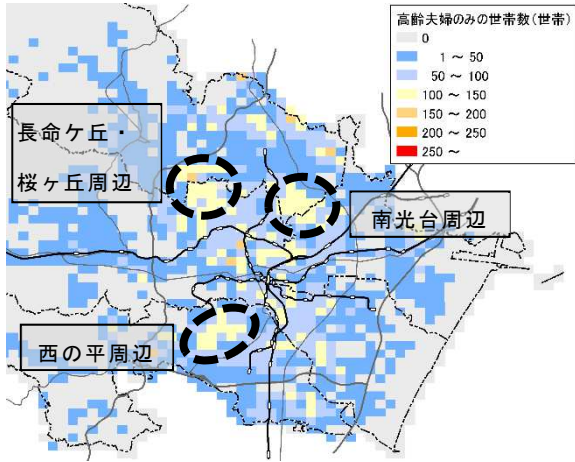 高齢夫婦のみの世帯数(世帯)
0
1 ～ 50
50 ～ 100
100 ～ 150
150 ～ 200
200 ～ 250
250 ～
長命ケ丘・
桜ヶ丘周辺
南光台周辺
西の平周辺